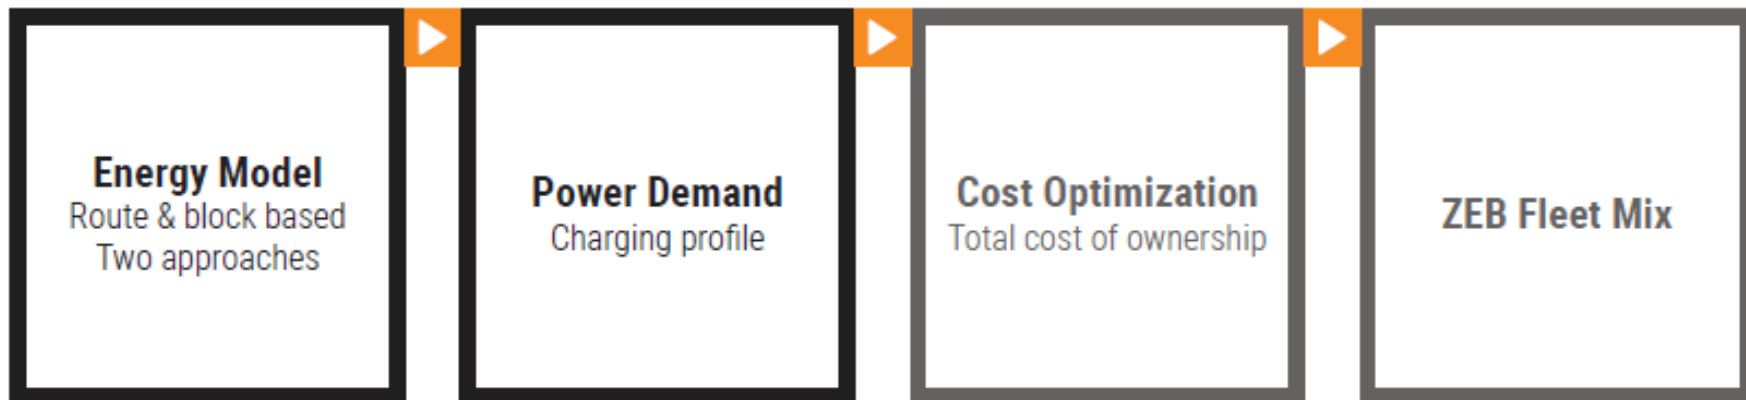 Energy Model
Route & block based
Two approaches
Power Demand
Charging profile
Cost Optimization
Total cost of ownership
ZEB Fleet Mix